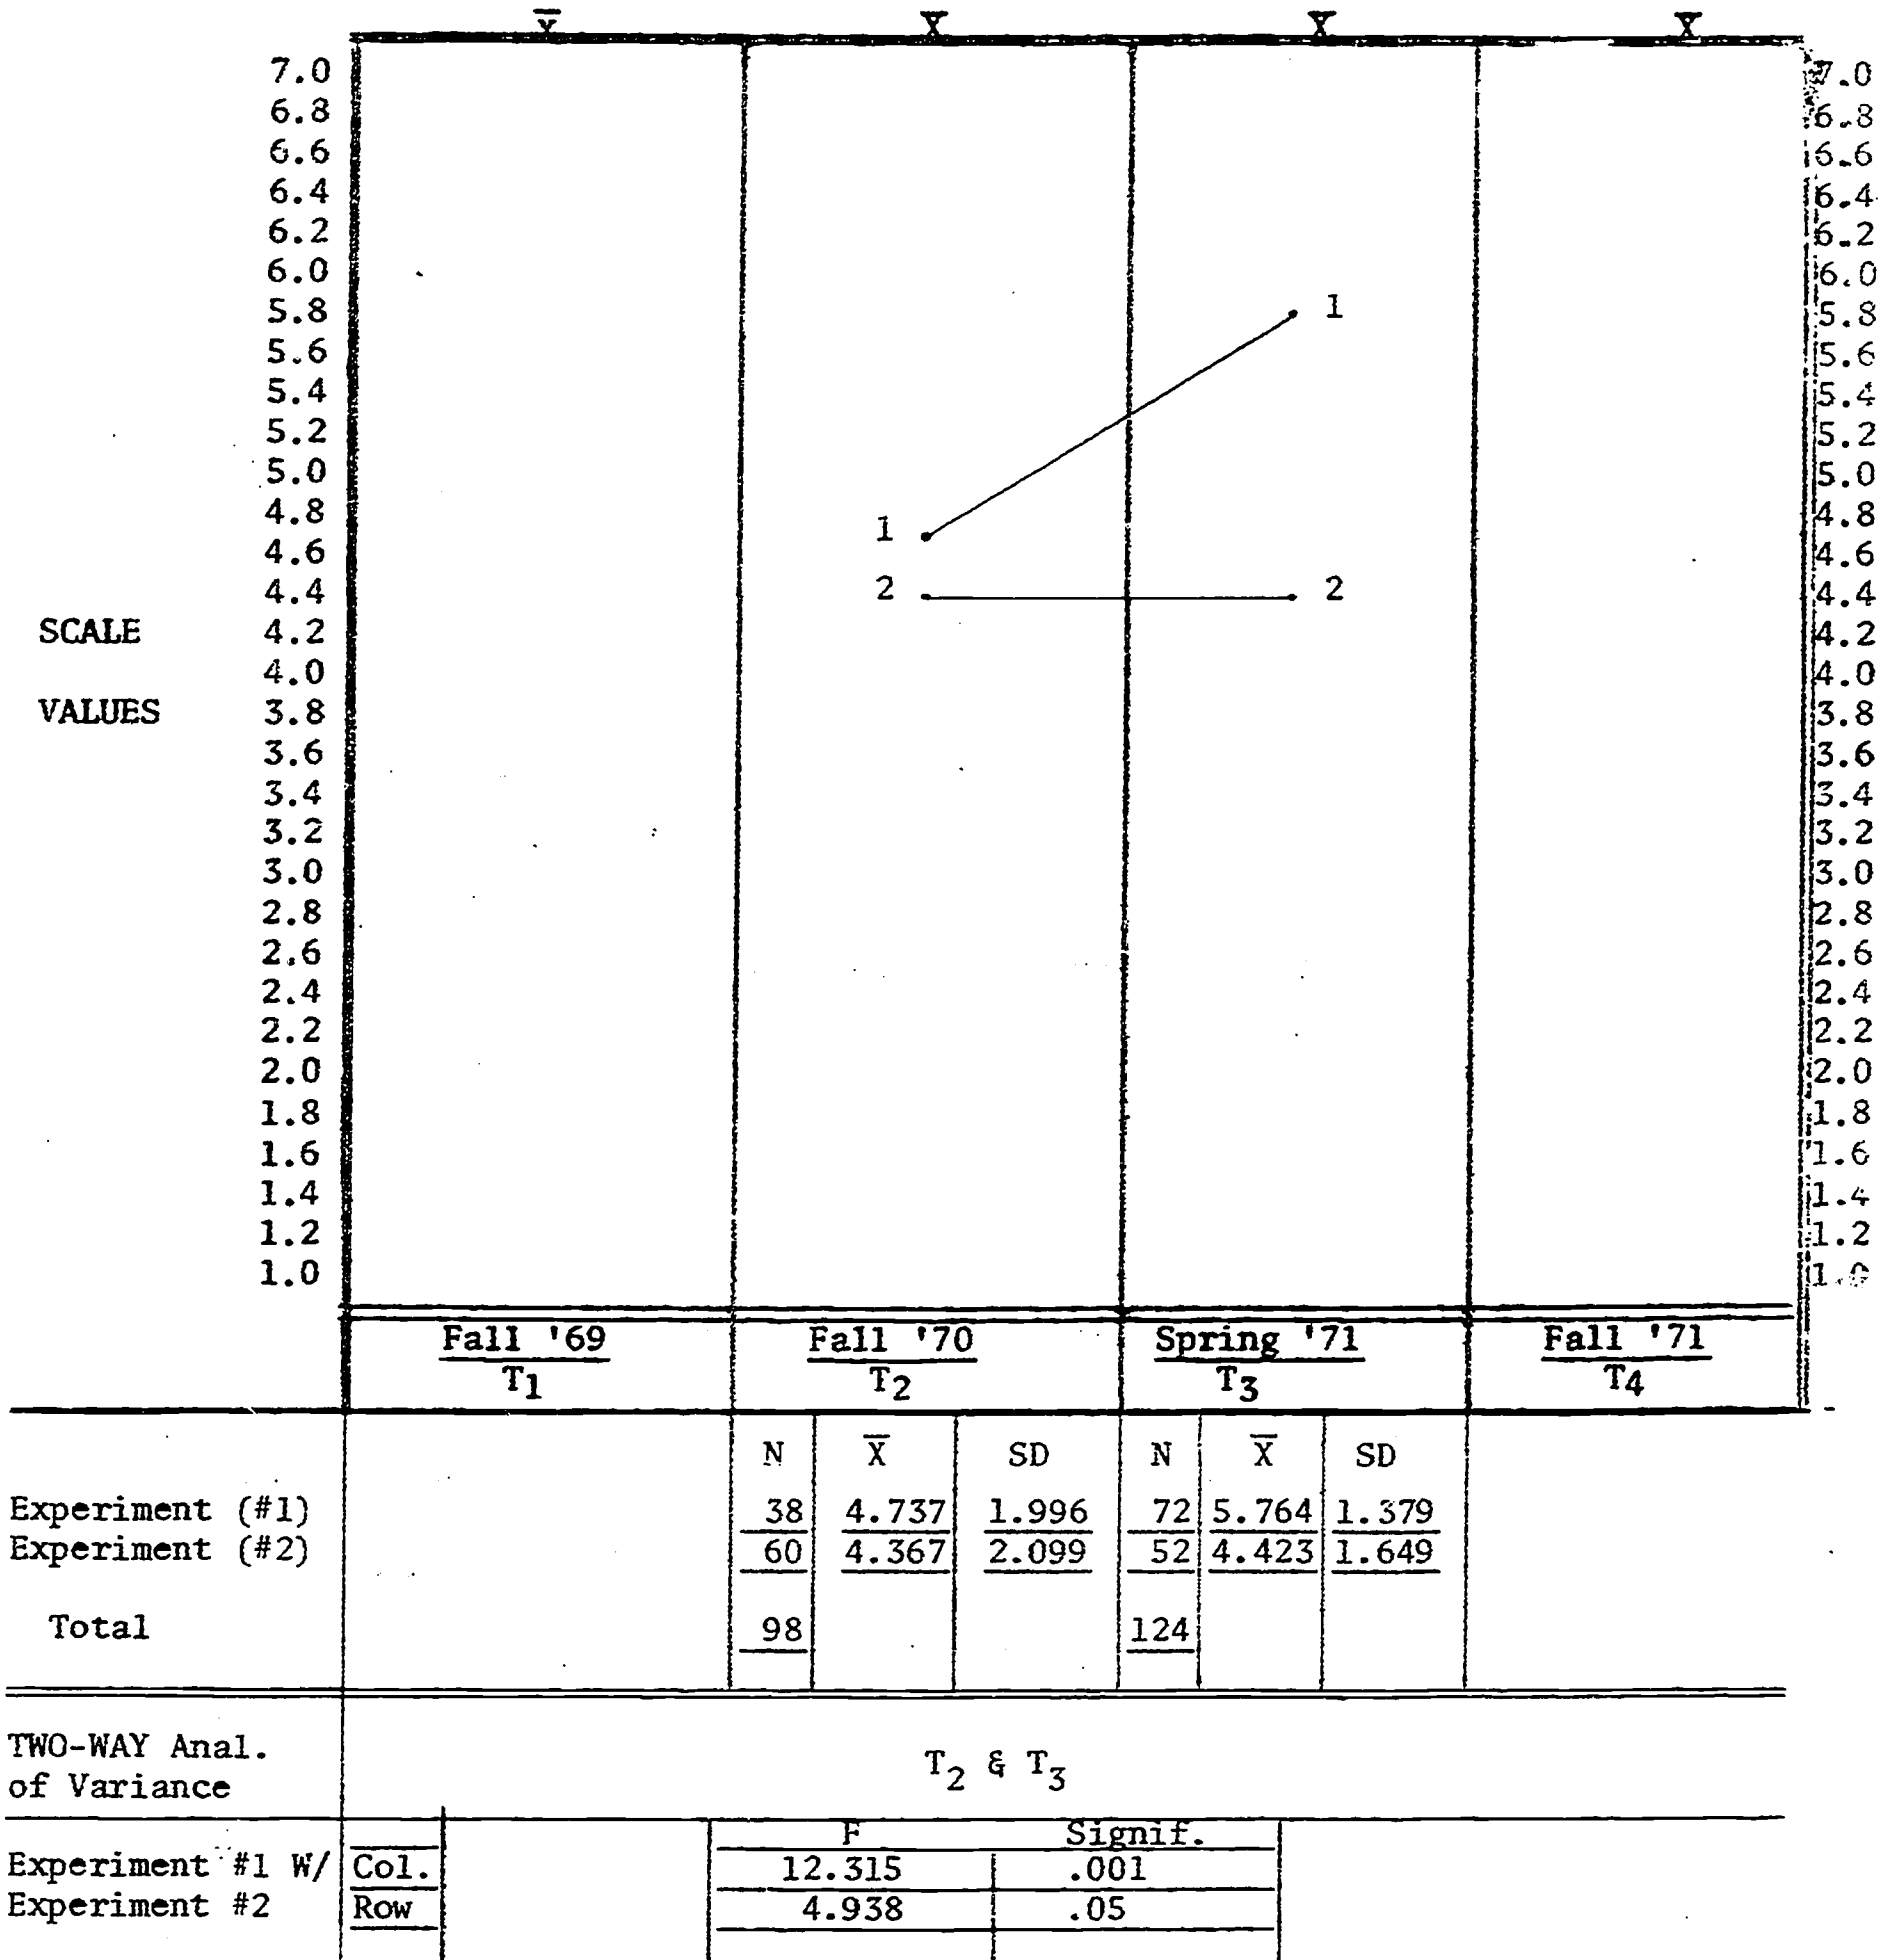 X̅ X̅ X̅ X̅
7.0 7.0
6.8 6.8
6.6 6.6
6.4 6.4
6.2 6.2
6.0 6.0
5.8 1 5.8
5.6 5.6
5.4 5.4
5.2 5.2
5.0 5.0
4.8 4.8
1
4.6 4.6
4.4 2 2 4.4
SCALE 4.2 4.2
4.0 4.0
VALUES 3.8 3.8
3.6 3.6
3.4 3.4
3.2 3.2
3.0 3.0
2.8 2.8
2.6 2.6
2.4 2.4
2.2 2.2
2.0 2.0
1.8 1.8
1.6 1.6
1.4 1.4
1.2 1.2
1.0 1.0
Fall '69 Fall '70 Spring '71 Fall '71
T1 T2 T3 T4
N X̅ SD N X̅ SD
Experiment (#1) 38 4.737 1.996 72 5.764 1.379
Experiment (#2) 60 4.367 2.099 52 4.423 1.649
Total 98 124
TWO-WAY Anal.
of Variance T2 & T3
F Signif.
Experiment #1 W/ Col. 12.315 .001
Experiment #2 Row 4.938 .05